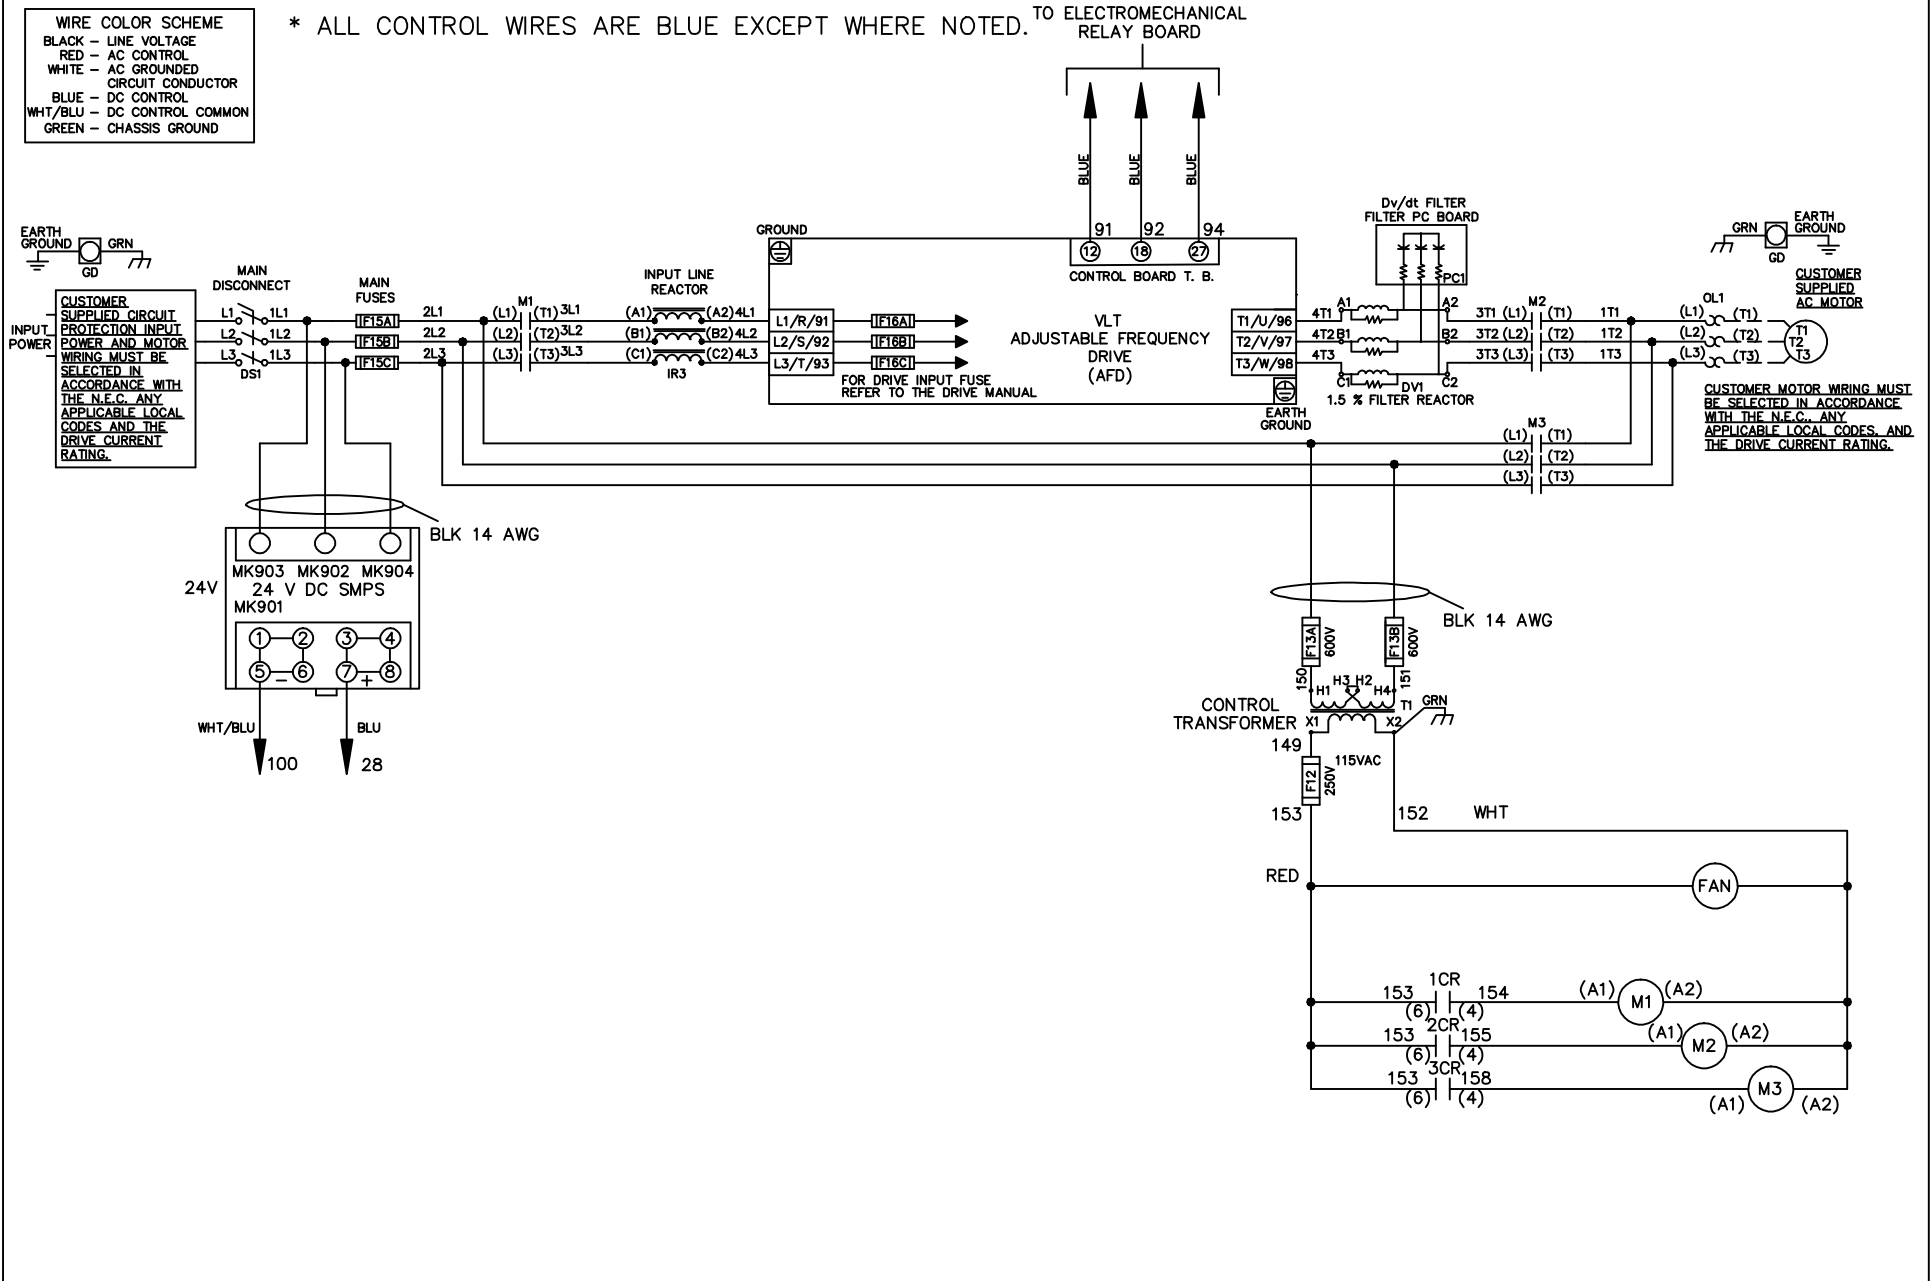 WIRE COLOR SCHEME
BLACK – LINE VOLTAGE
RED – AC CONTROL
WHITE – AC GROUNDED
CIRCUIT CONDUCTOR
BLUE – DC CONTROL
WHT/BLU – DC CONTROL COMMON
GREEN – CHASSIS GROUND
* ALL CONTROL WIRES ARE BLUE EXCEPT WHERE NOTED.
TO ELECTROMECHANICAL
RELAY BOARD
BLUE BLUE BLUE
91 92 94
12 18 27
CONTROL BOARD T. B.
EARTH
GROUND
GRN
GD
INPUT
POWER
CUSTOMER
SUPPLIED CIRCUIT
PROTECTION INPUT
POWER AND MOTOR
WIRING MUST BE
SELECTED IN
ACCORDANCE WITH
THE N.E.C. ANY
APPLICABLE LOCAL
CODES AND THE
DRIVE CURRENT
RATING.
MAIN
DISCONNECT
L1 1L1
L2 1L2
L3 1L3
DS1
MAIN
FUSES
F15A
F15B
F15C
2L1
2L2
2L3
M1
(L1) (T1) 3L1
(L2) (T2) 3L2
(L3) (T3) 3L3
INPUT LINE
REACTOR
(A1) (A2) 4L1
(B1) (B2) 4L2
(C1) (C2) 4L3
IR3
GROUND
L1/R/91
L2/S/92
L3/T/93
F16A
F16B
F16C
FOR DRIVE INPUT FUSE
REFER TO THE DRIVE MANUAL
VLT
ADJUSTABLE FREQUENCY
DRIVE
(AFD)
T1/U/96
T2/V/97
T3/W/98
EARTH
GROUND
Dv/dt FILTER
FILTER PC BOARD
PC1
4T1 A1 A2
4T2 B1 B2
4T3
C1 C2
DV1
1.5 % FILTER REACTOR
M2
3T1 (L1) (T1) 1T1
3T2 (L2) (T2) 1T2
3T3 (L3) (T3) 1T3
OL1
(L1) (T1)
(L2) (T2)
(L3) (T3)
T1
T2
T3
GRN
EARTH
GROUND
GD
CUSTOMER
SUPPLIED
AC MOTOR
CUSTOMER MOTOR WIRING MUST
BE SELECTED IN ACCORDANCE
WITH THE N.E.C., ANY
APPLICABLE LOCAL CODES, AND
THE DRIVE CURRENT RATING.
M3
(L1) (T1)
(L2) (T2)
(L3) (T3)
BLK 14 AWG
MK903 MK902 MK904
24V
24 V DC SMPS
MK901
1 2 3 4
5 6 7 8
– +
WHT/BLU
BLU
100
28
BLK 14 AWG
F13A 600V F13B 600V
150 151
H1 H3 H2 H4
CONTROL
TRANSFORMER
T1
GRN
X1 X2
149
115VAC
F12 250V
153
152
WHT
RED
FAN
1CR
153 154
(6) (4)
(A1) M1 (A2)
2CR
153 155
(6) (4)
(A1) M2 (A2)
3CR
153 158
(6) (4)
(A1) M3 (A2)